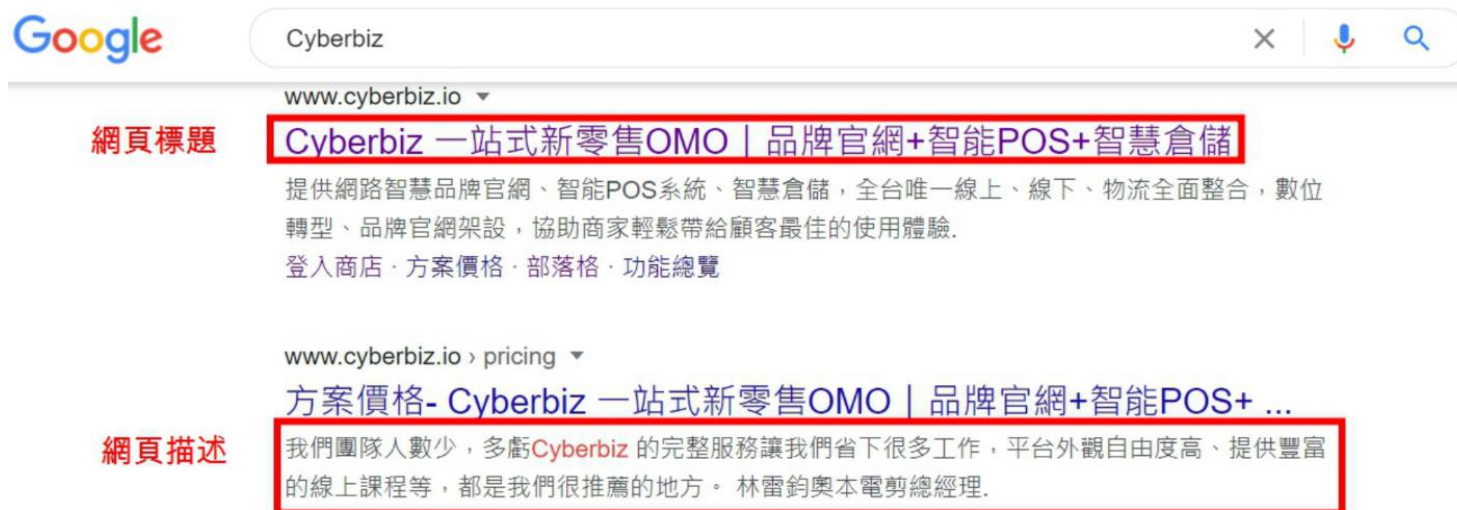 Google
Cyberbiz
www.cyberbiz.io
網頁標題
Cyberbiz 一站式新零售OMO｜品牌官網+智能POS+智慧倉儲
提供網路智慧品牌官網、智能POS系統、智慧倉儲，全台唯一線上、線下、物流全面整合，數位
轉型、品牌官網架設，協助商家輕鬆帶給顧客最佳的使用體驗.
登入商店 · 方案價格 · 部落格 · 功能總覽
www.cyberbiz.io › pricing
方案價格- Cyberbiz 一站式新零售OMO｜品牌官網+智能POS+ ...
網頁描述
我們團隊人數少，多虧Cyberbiz 的完整服務讓我們省下很多工作，平台外觀自由度高、提供豐富
的線上課程等，都是我們很推薦的地方。 林雷鈞奧本電剪總經理.